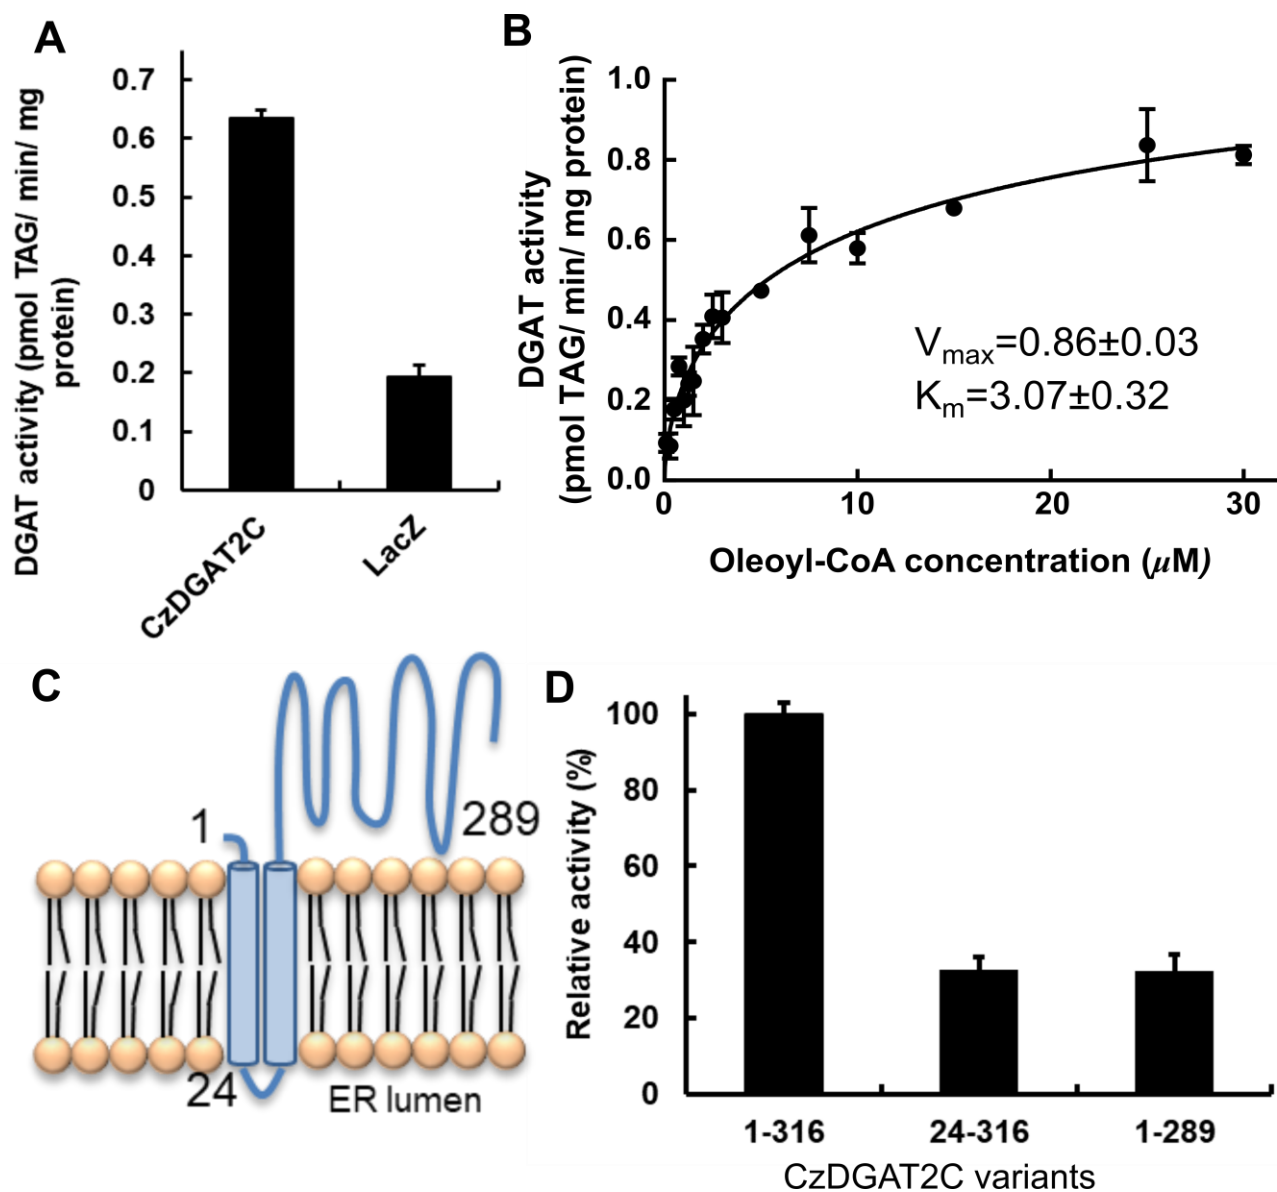 A
DGAT activity (pmol TAG/ min/ mg
protein)
0.7
0.6
0.5
0.4
0.3
0.2
0.1
0
CzDGAT2C
LacZ
B
DGAT activity
(pmol TAG/ min/ mg protein)
1.0
0.8
0.6
0.4
0.2
0.0
0
10
20
30
Vmax=0.86±0.03
Km=3.07±0.32
Oleoyl-CoA concentration (µM)
C
1
289
24
ER lumen
D
Relative activity (%)
100
80
60
40
20
0
1-316
24-316
1-289
CzDGAT2C variants